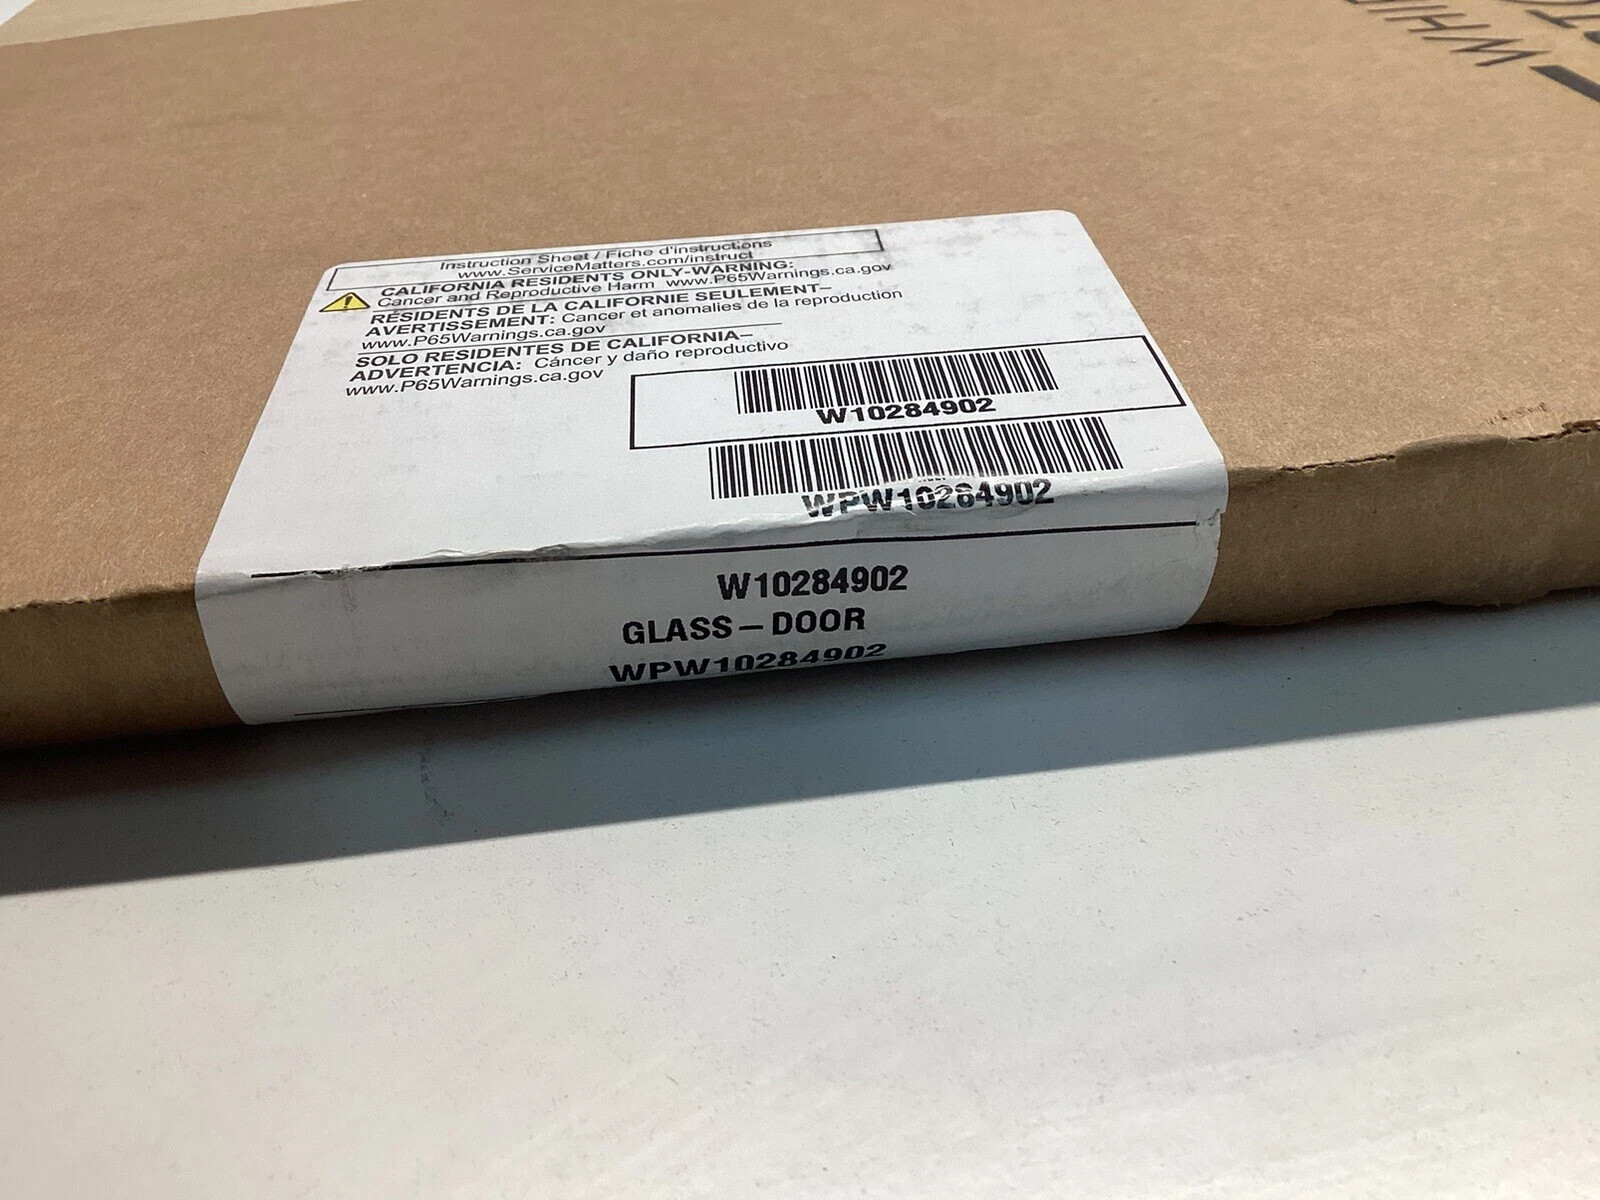 Instruction Sheet / Fiche d'instructions
www.ServiceMatters.com/instruct
CALIFORNIA RESIDENTS ONLY-WARNING:
Cancer and Reproductive Harm www.P65Warnings.ca.gov
RÉSIDENTS DE LA CALIFORNIE SEULEMENT–
AVERTISSEMENT: Cancer et anomalies de la reproduction
www.P65Warnings.ca.gov
SOLO RESIDENTES DE CALIFORNIA–
ADVERTENCIA: Cáncer y daño reproductivo
www.P65Warnings.ca.gov
W10284902
WPW10284902
W10284902
GLASS–DOOR
WPW10284902